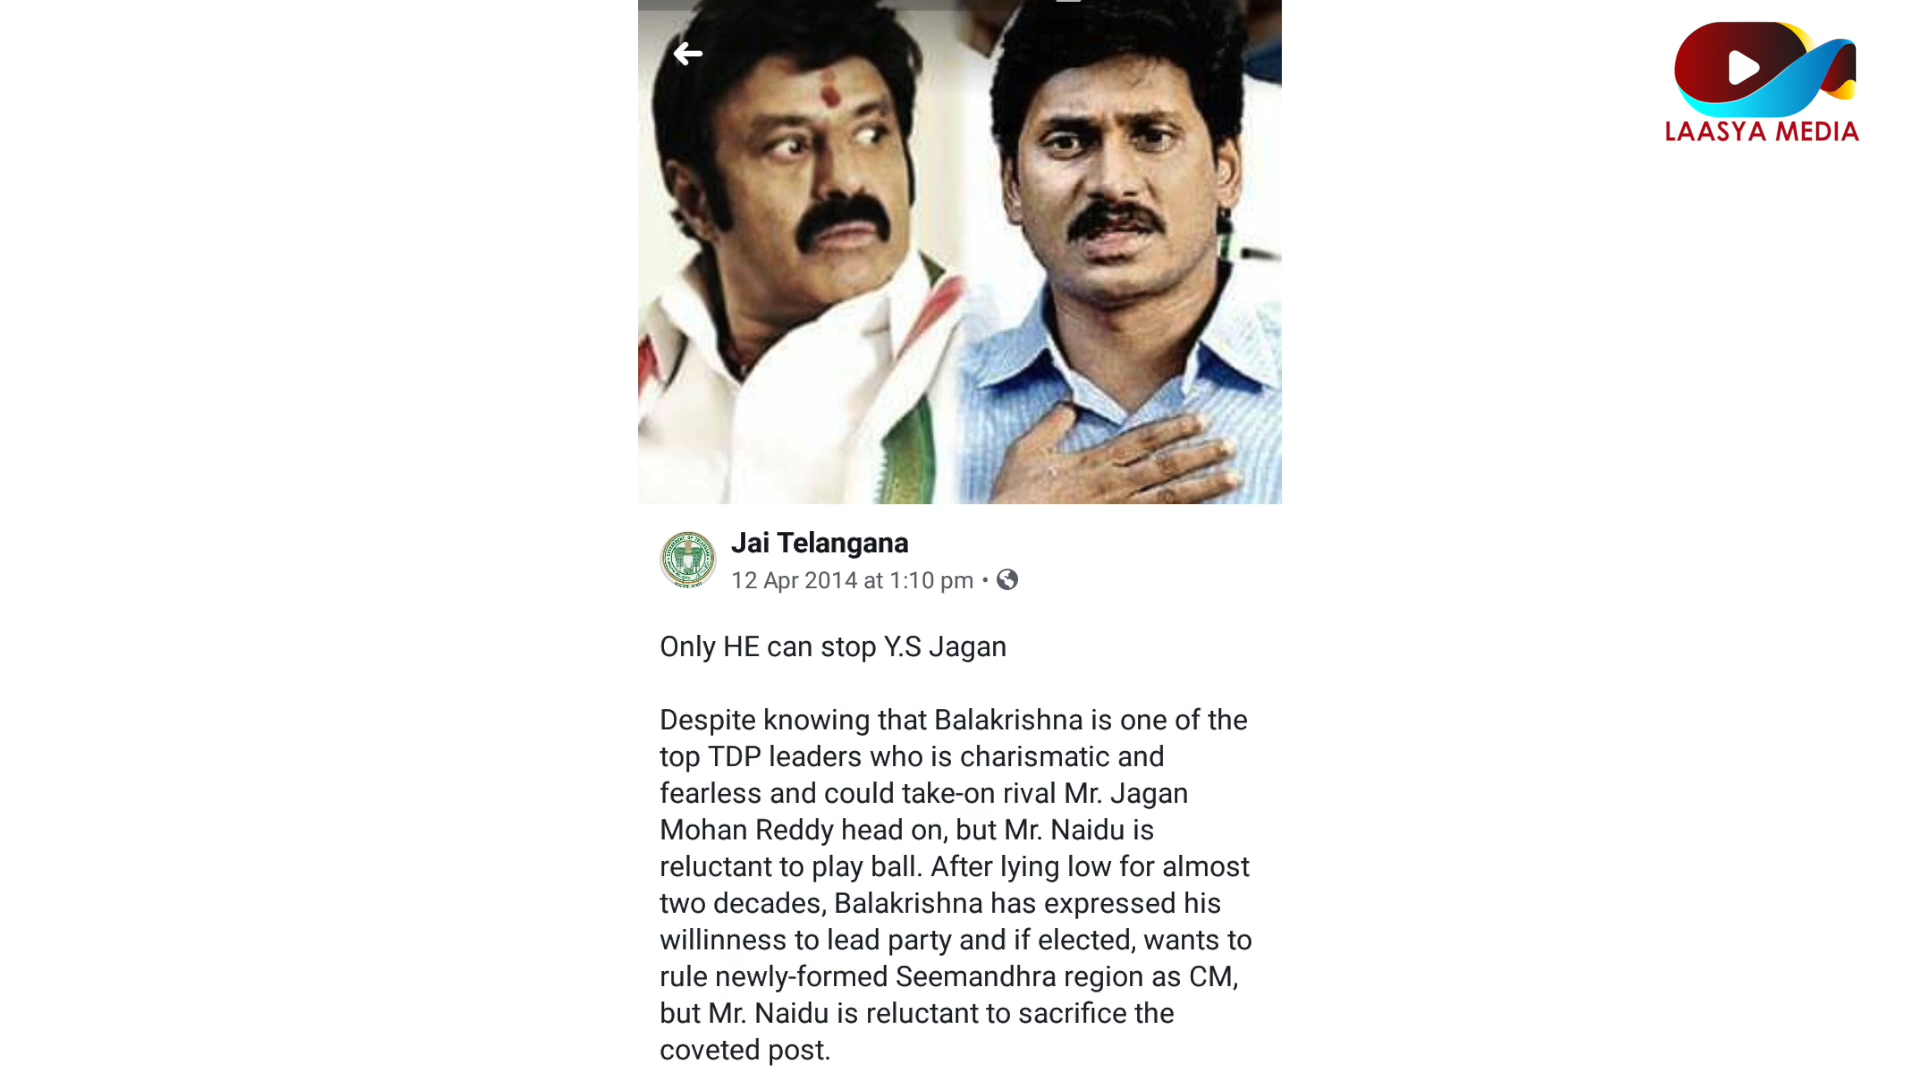 LAASYA MEDIA
Jai Telangana
12 Apr 2014 at 1:10 pm •
Only HE can stop Y.S Jagan
Despite knowing that Balakrishna is one of the
top TDP leaders who is charismatic and
fearless and could take-on rival Mr. Jagan
Mohan Reddy head on, but Mr. Naidu is
reluctant to play ball. After lying low for almost
two decades, Balakrishna has expressed his
willinness to lead party and if elected, wants to
rule newly-formed Seemandhra region as CM,
but Mr. Naidu is reluctant to sacrifice the
coveted post.